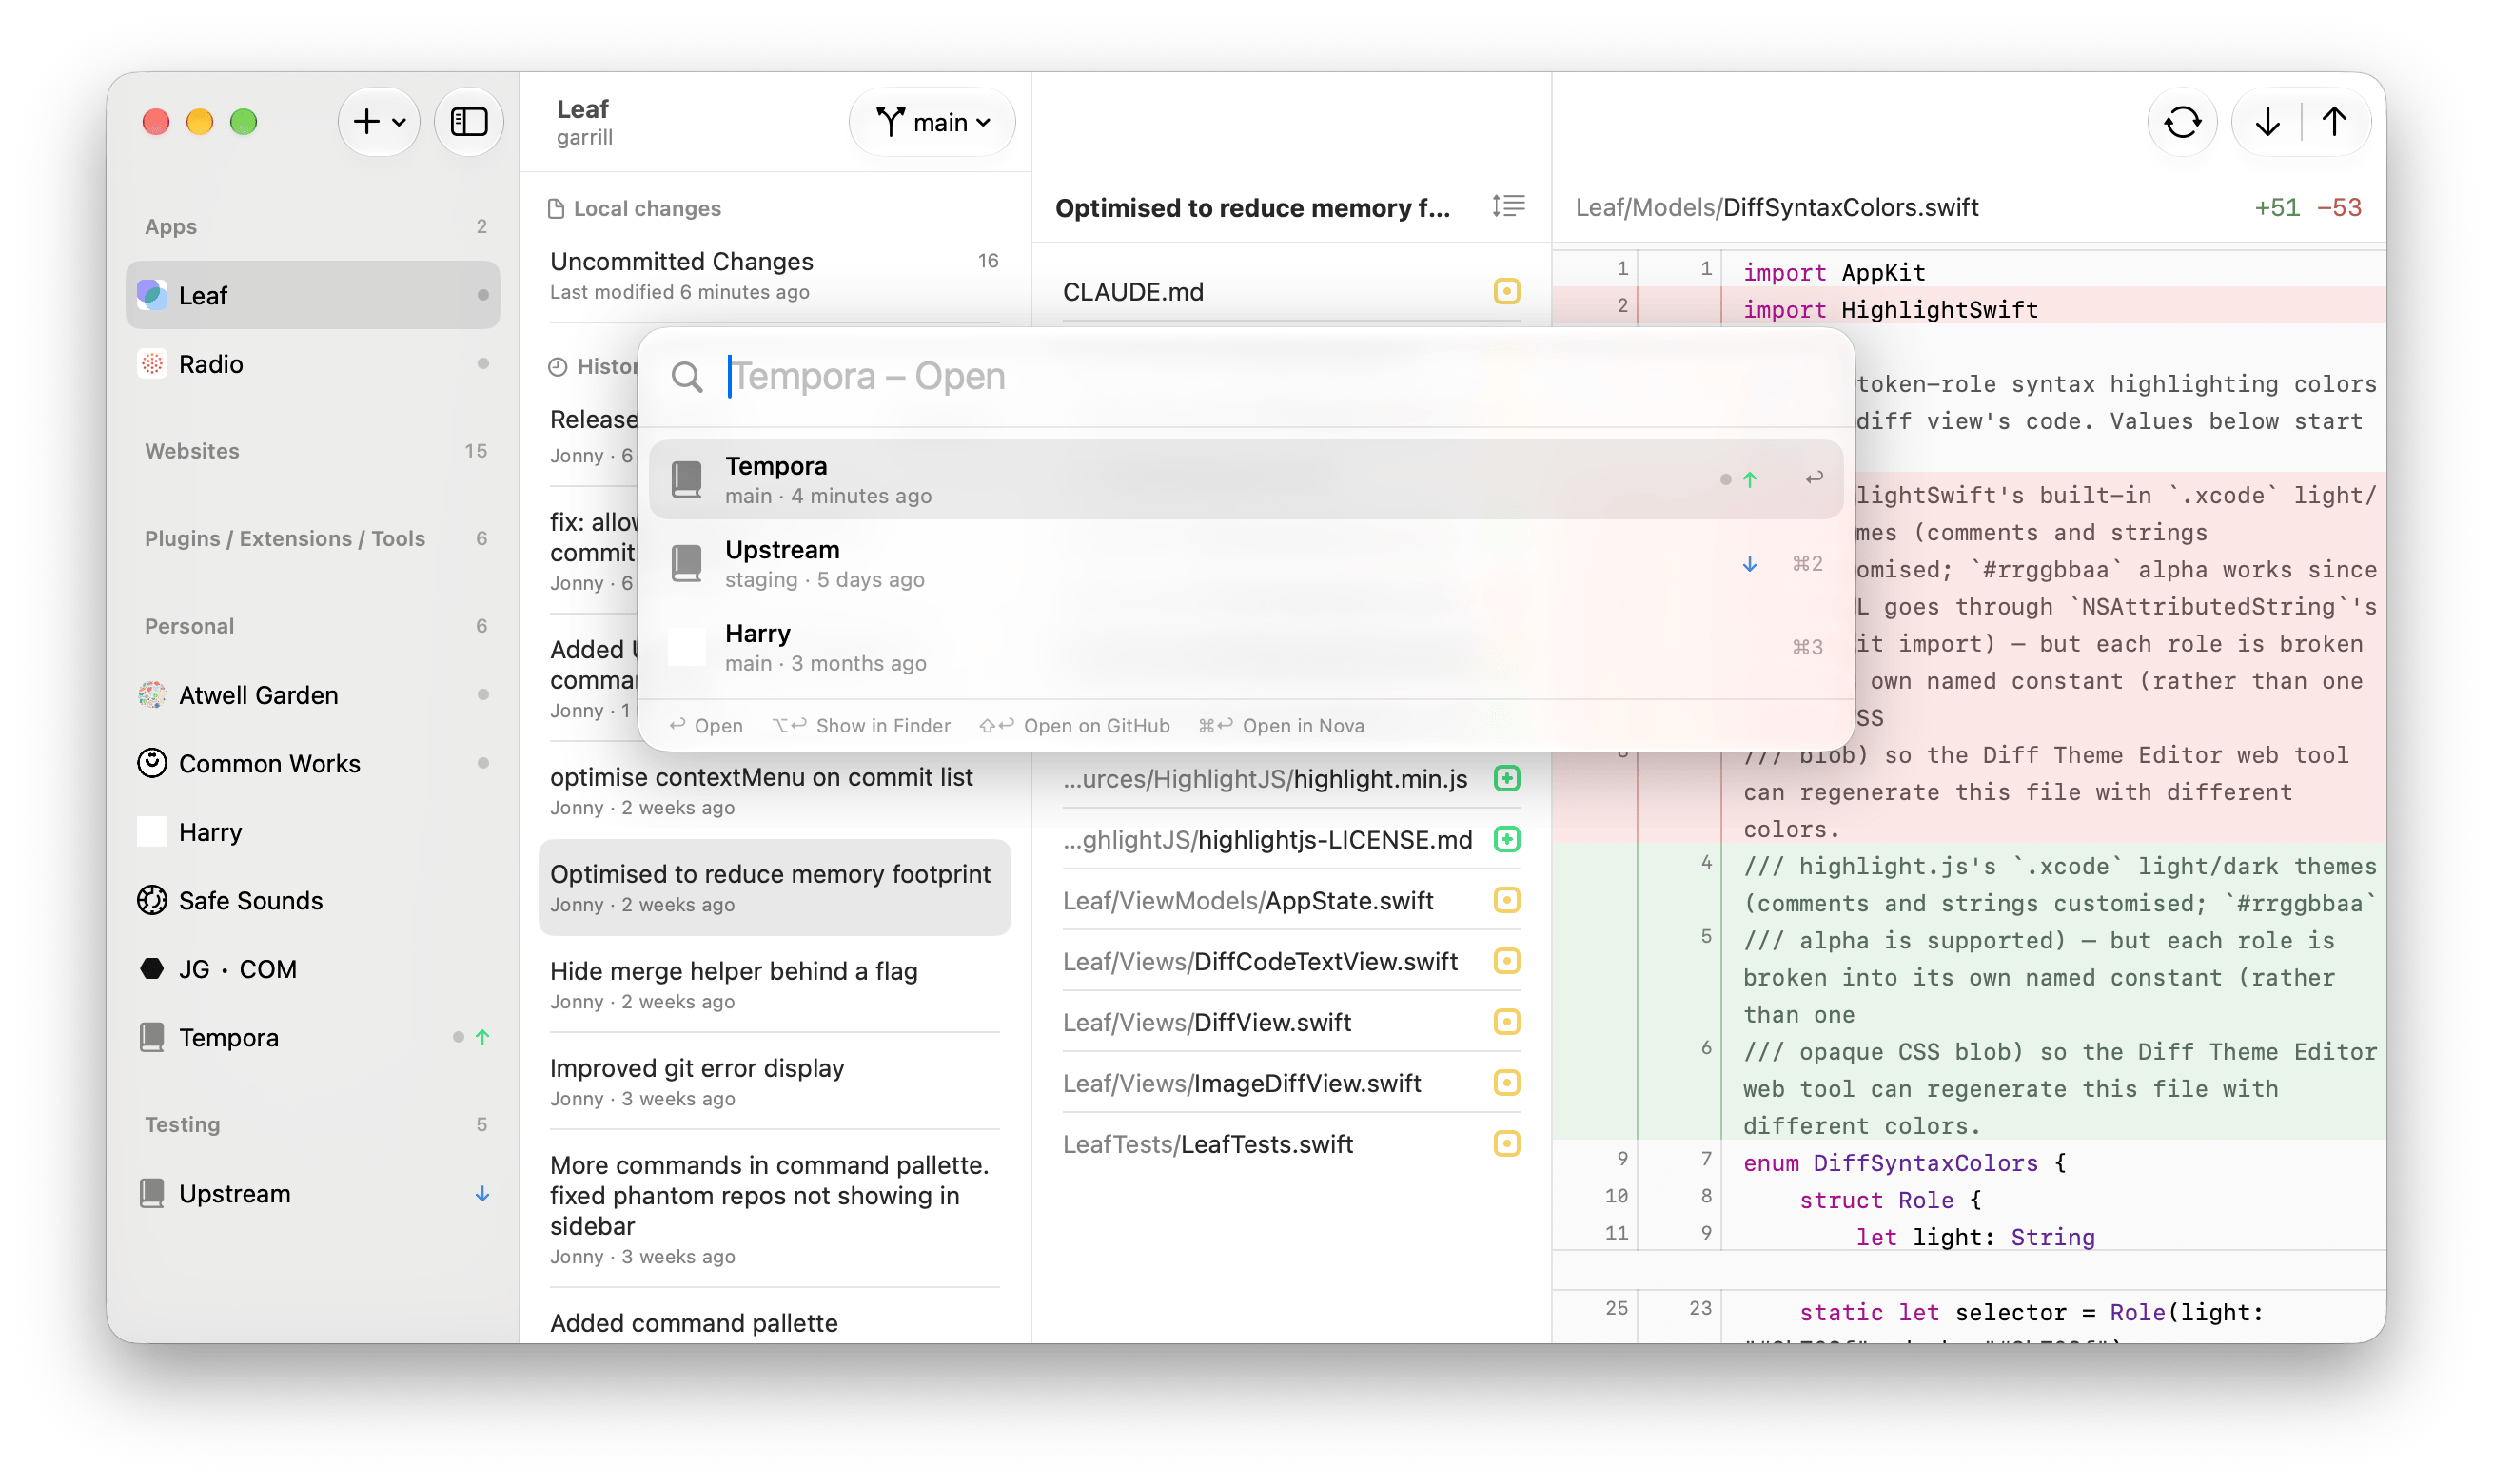 Apps 2
Leaf
Radio
Websites 15
Plugins / Extensions / Tools 6
Personal 6
Atwell Garden
Common Works
Harry
Safe Sounds
JG · COM
Tempora
Testing 5
Upstream
Leaf
garrill
main
Local changes
Uncommitted Changes 16
Last modified 6 minutes ago
Release
Jonny · 6
fix:
commit
Jonny · 6
Added
Jonny · 1
optimise contextMenu on commit list
Jonny · 2 weeks ago
Optimised to reduce memory footprint
Jonny · 2 weeks ago
Hide merge helper behind a flag
Jonny · 2 weeks ago
Improved git error display
Jonny · 3 weeks ago
More commands in command pallette.
fixed phantom repos not showing in
sidebar
Jonny · 3 weeks ago
Added command pallette
Optimised to reduce memory f...
CLAUDE.md
...urces/HighlightJS/highlight.min.js
...ghlightJS/highlightjs-LICENSE.md
Leaf/ViewModels/AppState.swift
Leaf/Views/DiffCodeTextView.swift
Leaf/Views/DiffView.swift
Leaf/Views/ImageDiffView.swift
LeafTests/LeafTests.swift
Tempora – Open
Tempora
main · 4 minutes ago
Upstream
staging · 5 days ago
⌘2
Harry
main · 3 months ago
⌘3
↩ Open ⌥↩ Show in Finder ⇧↩ Open on GitHub ⌘↩ Open in Nova
Leaf/Models/DiffSyntaxColors.swift +51 −53
1 1 import AppKit
2 import HighlightSwift
token-role syntax highlighting colors
diff view's code. Values below start
lightSwift's built-in `.xcode` light/
mes (comments and strings
omised; `#rrggbbaa` alpha works since
L goes through `NSAttributedString`'s
it import) — but each role is broken
own named constant (rather than one
SS
/// blob) so the Diff Theme Editor web tool
can regenerate this file with different
colors.
4 /// highlight.js's `.xcode` light/dark themes
(comments and strings customised; `#rrggbbaa`
5 /// alpha is supported) — but each role is
broken into its own named constant (rather
than one
6 /// opaque CSS blob) so the Diff Theme Editor
web tool can regenerate this file with
different colors.
9 7 enum DiffSyntaxColors {
10 8 struct Role {
11 9 let light: String
25 23 static let selector = Role(light: